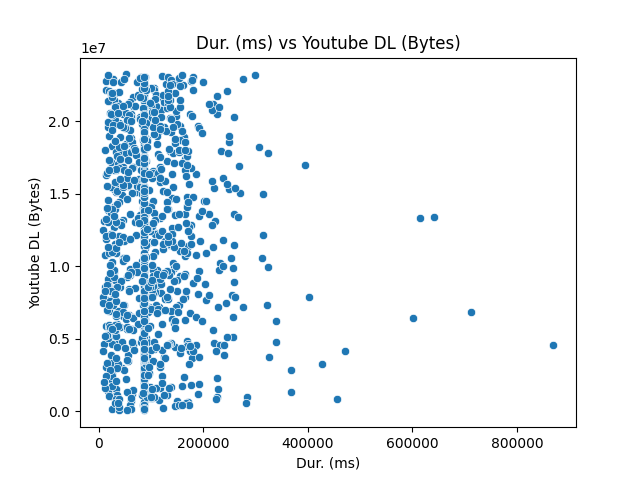 Dur. (ms) vs Youtube DL (Bytes)
1e7
2.0
1.5
1.0
0.5
0.0
Youtube DL (Bytes)
0 200000 400000 600000 800000
Dur. (ms)